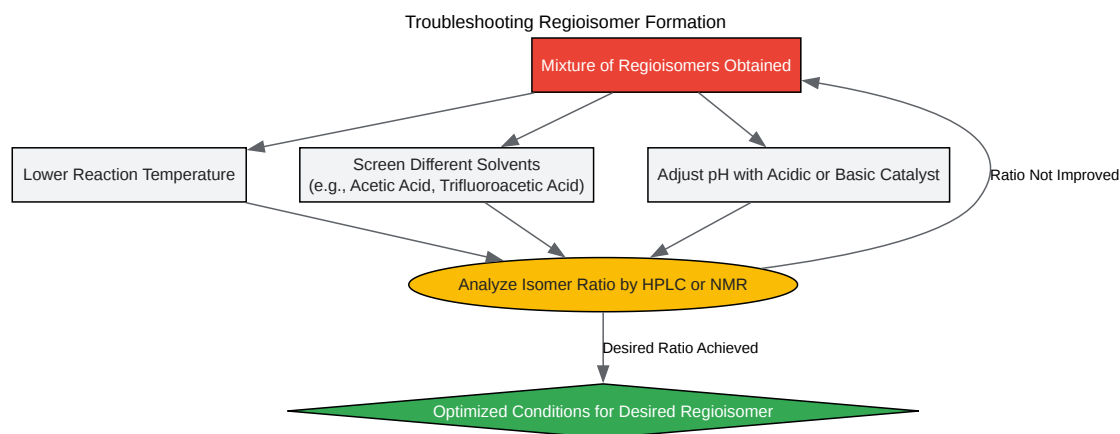 Troubleshooting Regioisomer Formation
Mixture of Regioisomers Obtained
Lower Reaction Temperature
Screen Different Solvents
(e.g., Acetic Acid, Trifluoroacetic Acid)
Adjust pH with Acidic or Basic Catalyst
Ratio Not Improved
Analyze Isomer Ratio by HPLC or NMR
Desired Ratio Achieved
Optimized Conditions for Desired Regioisomer